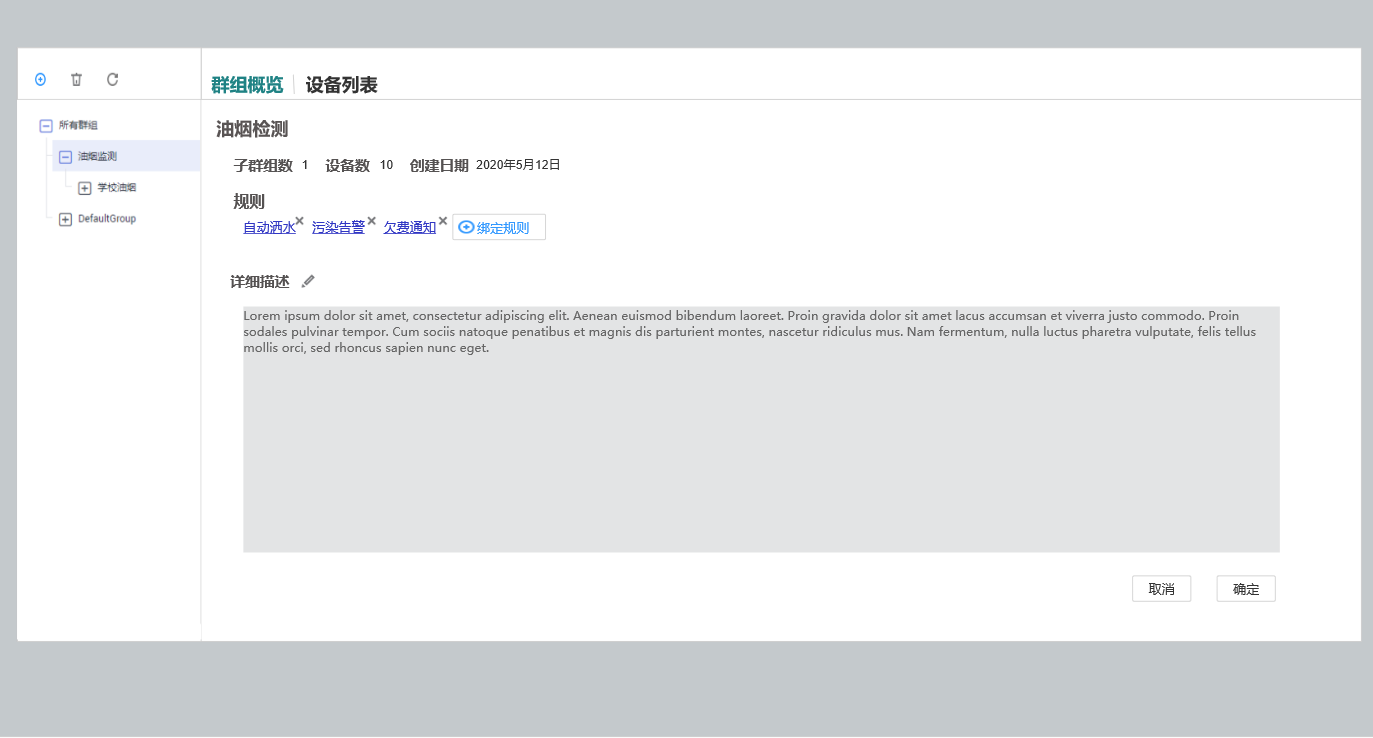 群组概览 设备列表
所有群组
油烟监测
学校油烟
DefaultGroup
油烟检测
子群组数 1 设备数 10 创建日期 2020年5月12日
规则
自动洒水 污染告警 欠费通知 绑定规则
详细描述
Lorem ipsum dolor sit amet, consectetur adipiscing elit. Aenean euismod bibendum laoreet. Proin gravida dolor sit amet lacus accumsan et viverra justo commodo. Proin
sodales pulvinar tempor. Cum sociis natoque penatibus et magnis dis parturient montes, nascetur ridiculus mus. Nam fermentum, nulla luctus pharetra vulputate, felis tellus
mollis orci, sed rhoncus sapien nunc eget.
取消 确定